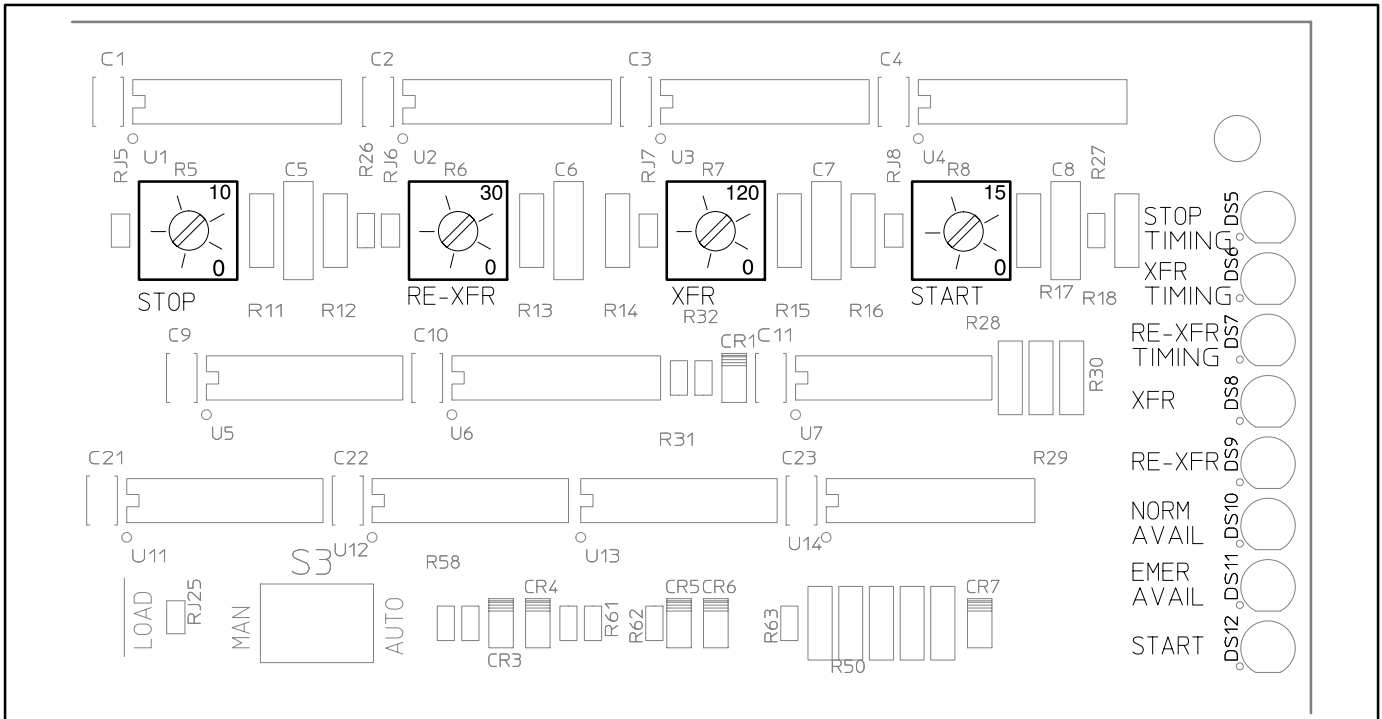 C1 C2 C3 C4
RJ5 U1 R26 RJ6 U2 RJ7 U3 RJ8 U4 R27
R5 C5 R6 C6 R7 C7 R8 C8
10 30 120 15
0 0 0 0
STOP RE-XFR XFR START
R11 R12 R13 R14 R32 R15 R16 R17 R18
C9 C10 CR1 C11 R28
R30
U5 U6 R31 U7
C21 C22 C23 R29
U11 U12 U13 U14
S3 R58
LOAD RJ25 MAN AUTO CR4 R61 R62 CR5 CR6 R63 CR7
CR3 R50
STOP TIMING DS5
XFR TIMING DS6
RE-XFR TIMING DS7
XFR DS8
RE-XFR DS9
NORM AVAIL DS10
EMER AVAIL DS11
START DS12